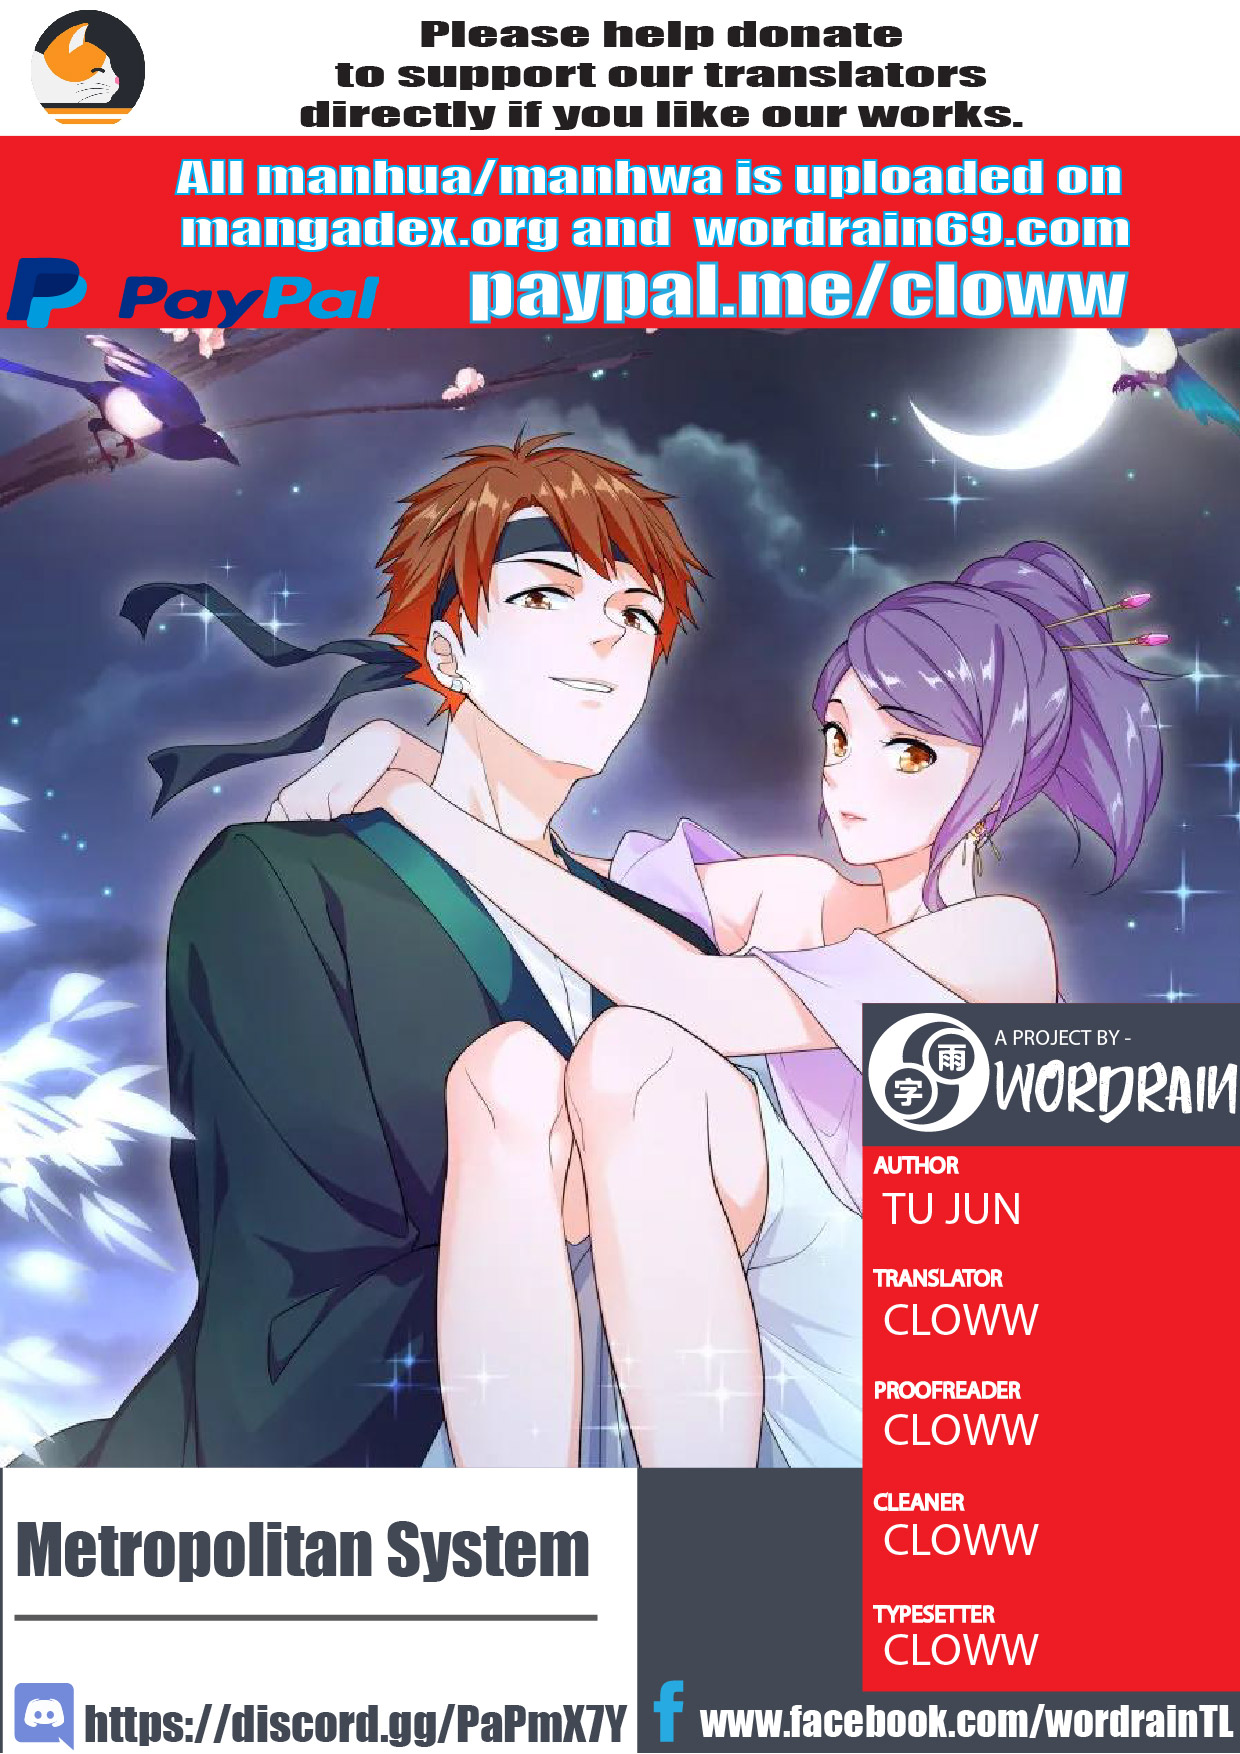 Please help donate
to support our translators
directly if you like our works.
All manhua/manhwa is uploaded on
mangadex.org and wordrain69.com
PayPal
paypal.me/cloww
雨
字
A PROJECT BY -
WORDRAIN
AUTHOR
TU JUN
TRANSLATOR
CLOWW
PROOFREADER
CLOWW
CLEANER
CLOWW
TYPESETTER
CLOWW
Metropolitan System
https://discord.gg/PaPmX7Y
www.facebook.com/wordrainTL